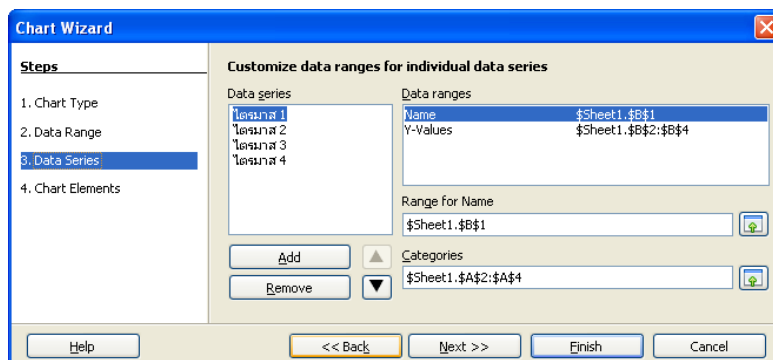 Chart Wizard
Steps
1. Chart Type
2. Data Range
3. Data Series
4. Chart Elements
Customize data ranges for individual data series
Data series
ไตรมาส 1
ไตรมาส 2
ไตรมาส 3
ไตรมาส 4
Add
Remove
Data ranges
Name $Sheet1.$B$1
Y-Values $Sheet1.$B$2:$B$4
Range for Name
$Sheet1.$B$1
Categories
$Sheet1.$A$2:$A$4
Help
<< Back
Next >>
Finish
Cancel